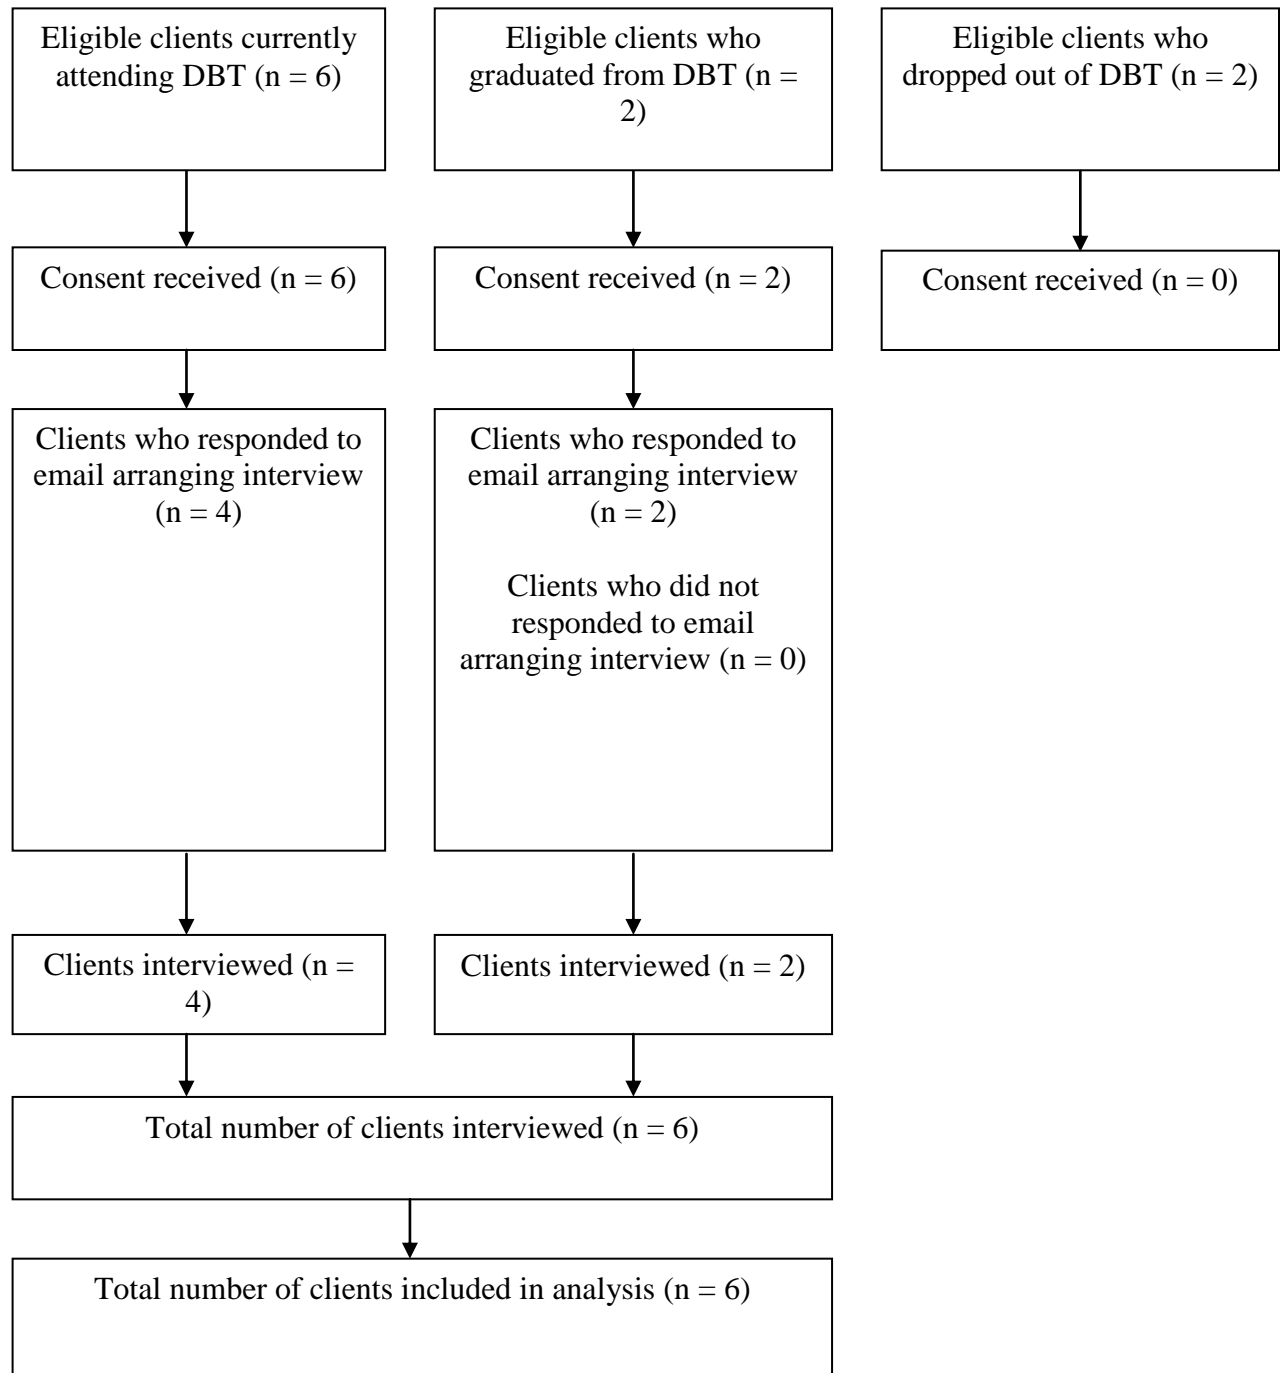 Eligible clients currently
attending DBT (n = 6)
Eligible clients who
graduated from DBT (n =
2)
Eligible clients who
dropped out of DBT (n = 2)
Consent received (n = 6)
Consent received (n = 2)
Consent received (n = 0)
Clients who responded to
email arranging interview
(n = 4)
Clients who responded to
email arranging interview
(n = 2)
Clients who did not
responded to email
arranging interview (n = 0)
Clients interviewed (n =
4)
Clients interviewed (n = 2)
Total number of clients interviewed (n = 6)
Total number of clients included in analysis (n = 6)